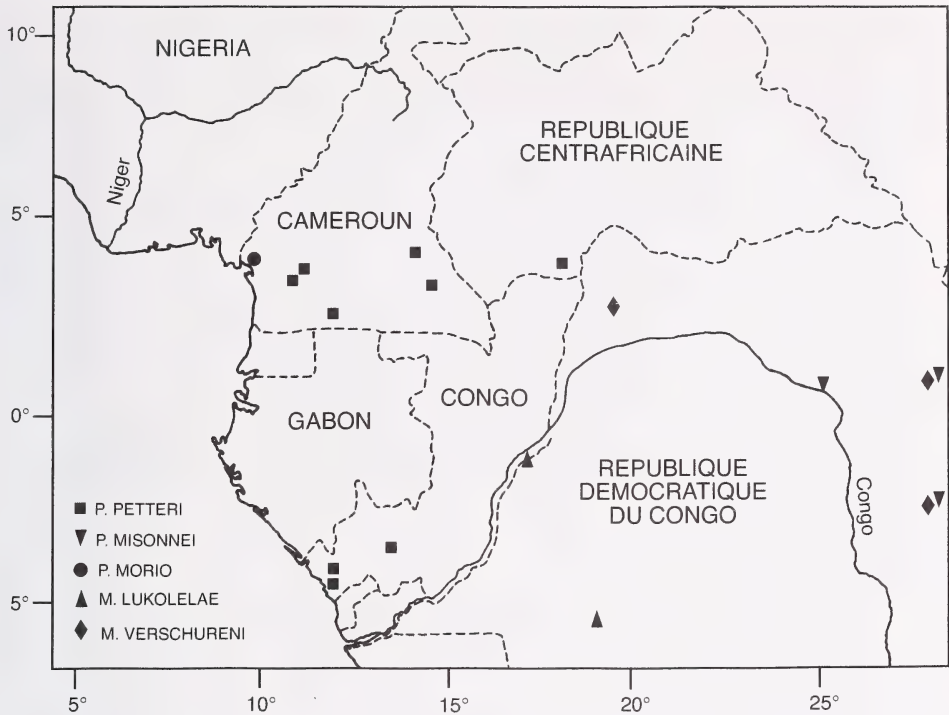 10°
NIGERIA
REPUBLIQUE
CENTRAFRICAINE
Niger
5°
CAMEROUN
0°
GABON
CONGO
REPUBLIQUE
DEMOCRATIQUE
DU CONGO
Congo
P. PETTERI
P. MISONNEI
P. MORIO
M. LUKOLELAE
M. VERSCHURENI
5°
5°
10°
15°
20°
25°